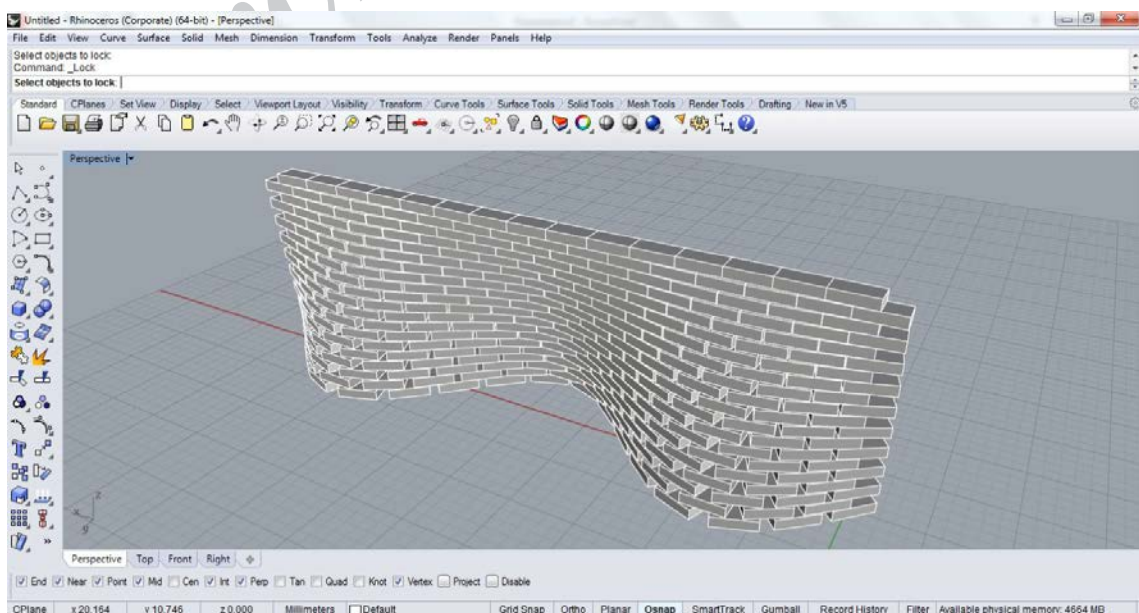 Untitled - Rhinoceros (Corporate) (64-bit) - [Perspective]
File Edit View Curve Surface Solid Mesh Dimension Transform Tools Analyze Render Panels Help
Select objects to lock:
Command: _Lock
Select objects to lock:
Standard CPlanes Set View Display Select Viewport Layout Visibility Transform Curve Tools Surface Tools Solid Tools Mesh Tools Render Tools Drafting New in V5
Perspective
z
x
y
Perspective Top Front Right
End Near Point Mid Cen Int Perp Tan Quad Knot Vertex Project Disable
CPlane x 20.164 y 10.746 z 0.000 Millimeters Default Grid Snap Ortho Planar Osnap SmartTrack Gumball Record History Filter Available physical memory: 4664 MB